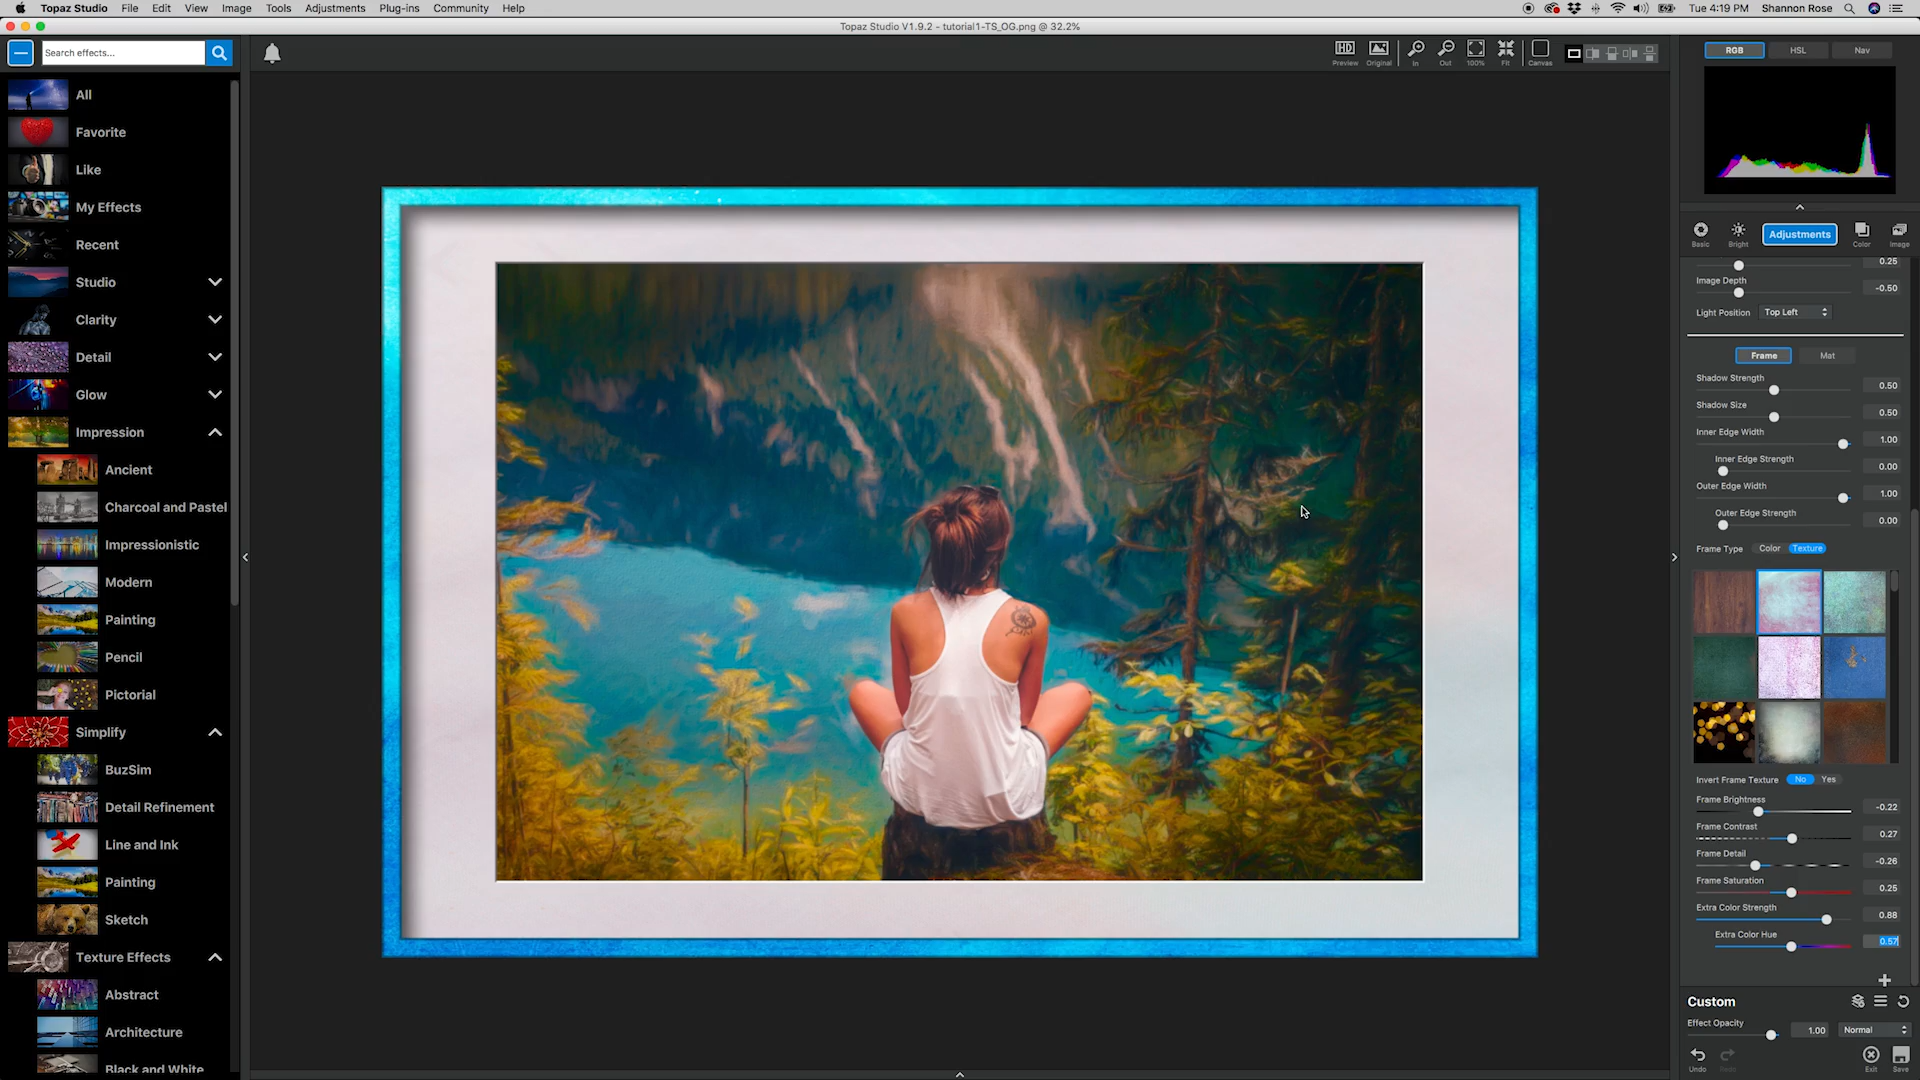 Topaz Studio File Edit View Image Tools Adjustments Plug-ins Community Help
Tue 4:19 PM Shannon Rose
Topaz Studio V1.9.2 - tutorial1-TS_OG.png @ 32.2%
Search effects...
Preview Original In Out 100% Fit Canvas
RGB HSL Nav
All
Favorite
Like
My Effects
Recent
Studio
Clarity
Detail
Glow
Impression
Ancient
Charcoal and Pastel
Impressionistic
Modern
Painting
Pencil
Pictorial
Simplify
BuzSim
Detail Refinement
Line and Ink
Painting
Sketch
Texture Effects
Abstract
Architecture
Black and White
Basic Bright Adjustments Color Image
0.25
Image Depth -0.50
Light Position Top Left
Frame Mat
Shadow Strength 0.50
Shadow Size 0.50
Inner Edge Width 1.00
Inner Edge Strength 0.00
Outer Edge Width 1.00
Outer Edge Strength 0.00
Frame Type Color Texture
Invert Frame Texture No Yes
Frame Brightness -0.22
Frame Contrast 0.27
Frame Detail -0.26
Frame Saturation 0.25
Extra Color Strength 0.88
Extra Color Hue 0.57
Custom
Effect Opacity 1.00 Normal
Undo Redo Exit Save